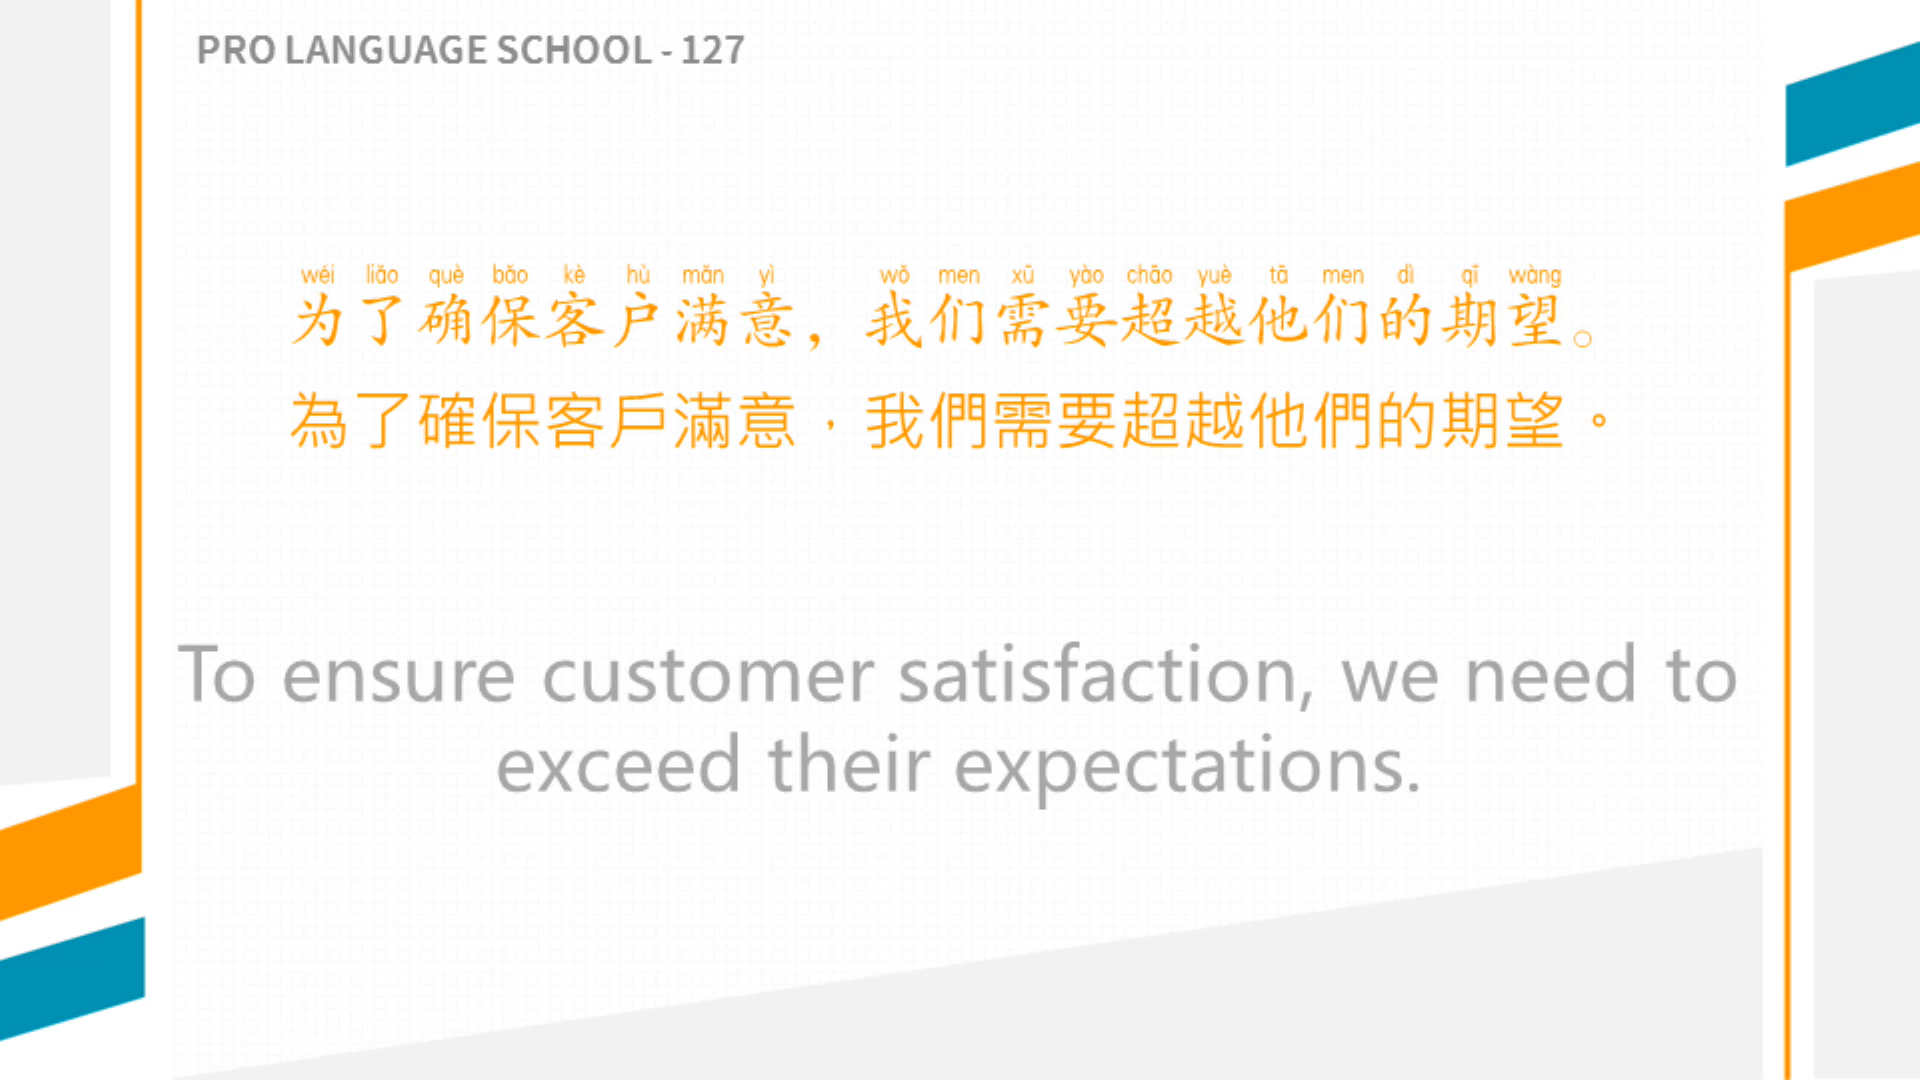 PRO LANGUAGE SCHOOL - 127
wéi liǎo què bǎo kè hù mǎn yì wǒ men xū yào chāo yuè tā men dì qī wàng
为了确保客户满意，我们需要超越他们的期望。
為了確保客戶滿意，我們需要超越他們的期望。
To ensure customer satisfaction, we need to
exceed their expectations.